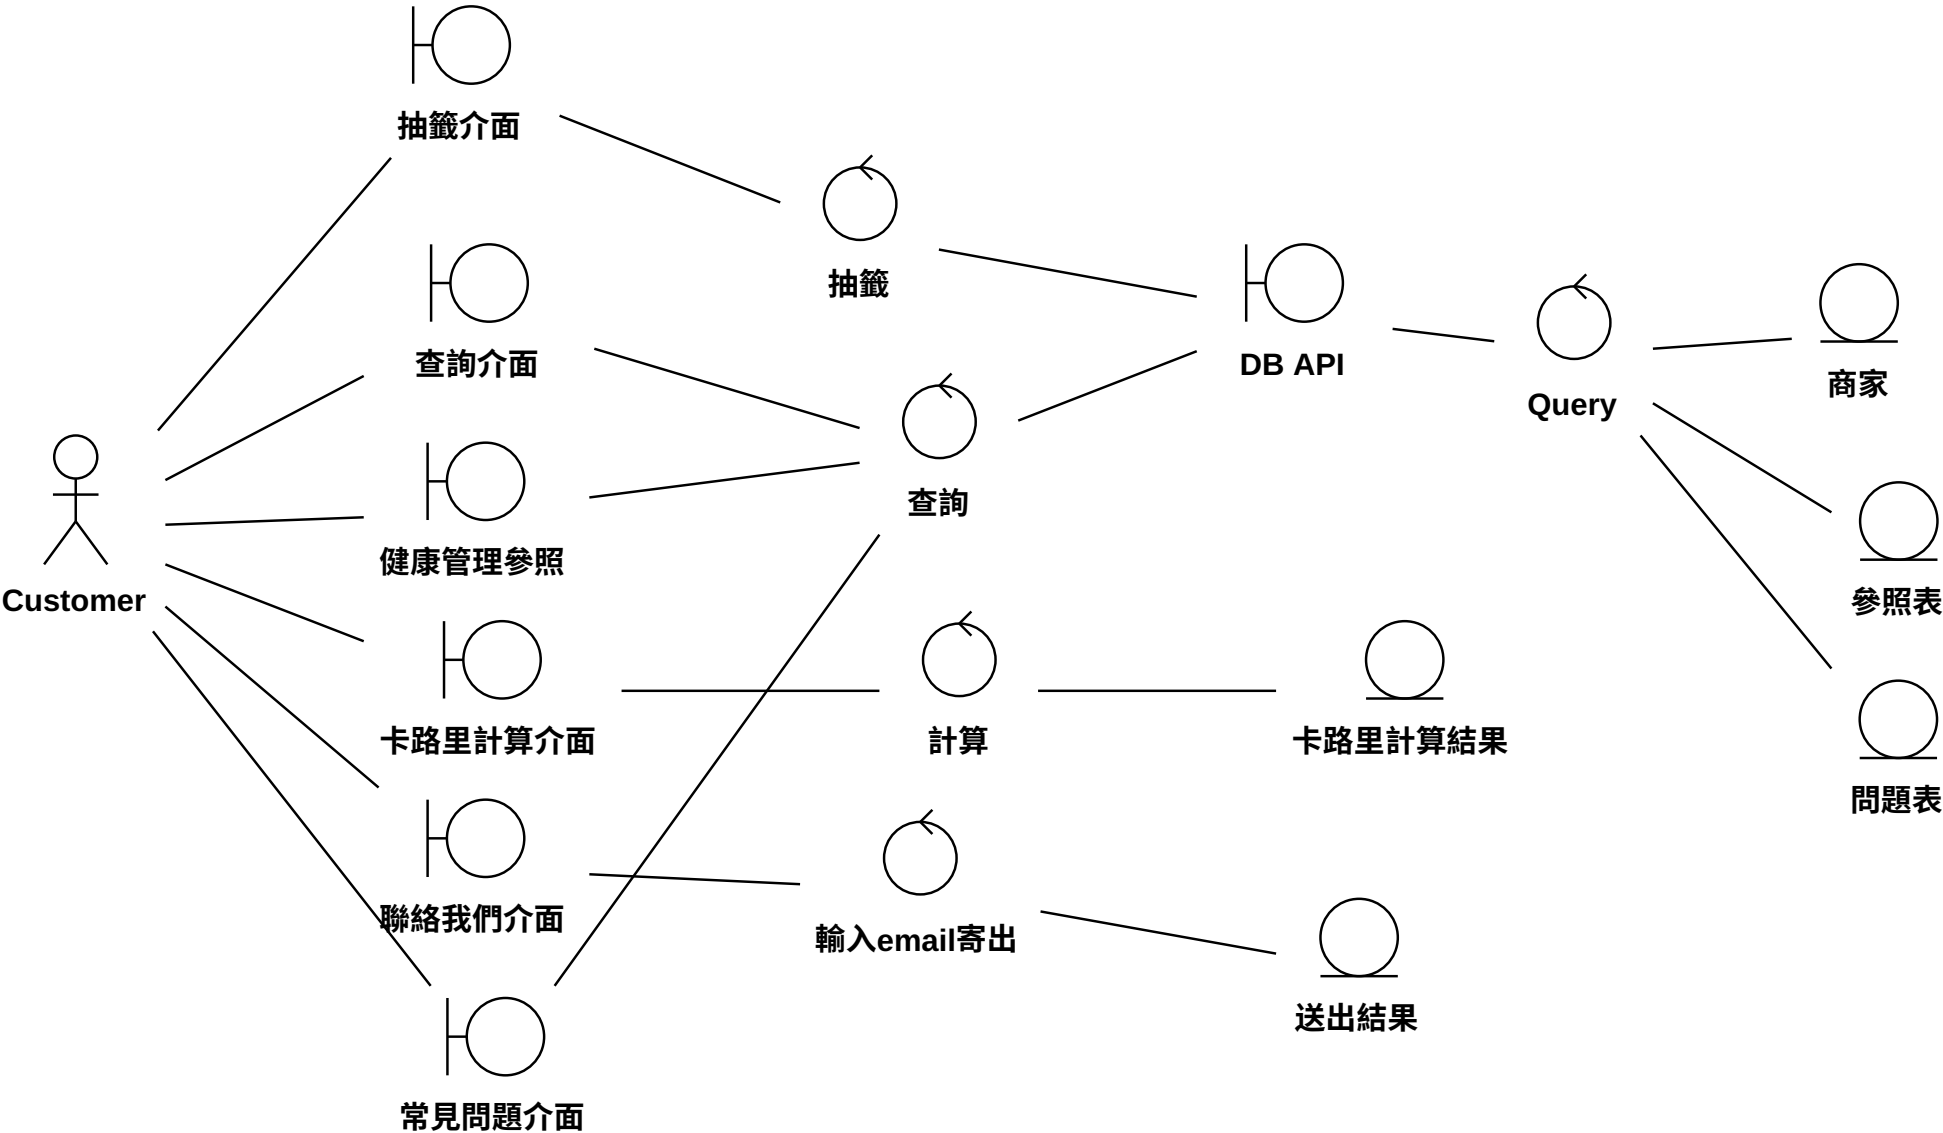 抽籤介面
抽籤
查詢介面
DB API
商家
Query
查詢
健康管理參照
Customer
參照表
卡路里計算介面
計算
卡路里計算結果
問題表
聯絡我們介面
輸入email寄出
送出結果
常見問題介面